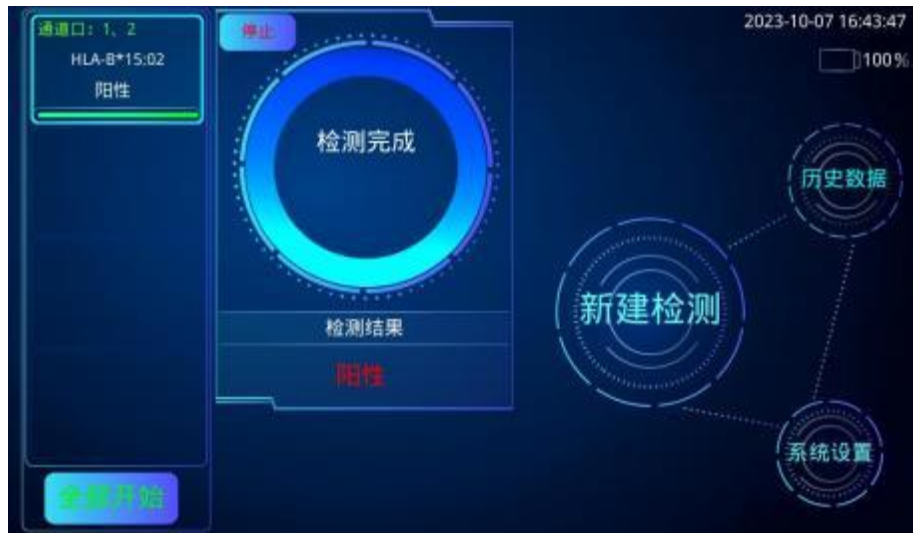 通道口：1、2
HLA-B*15:02
阳性
停止
检测完成
检测结果
阳性
2023-10-07 16:43:47
100%
历史数据
新建检测
系统设置
全部开始